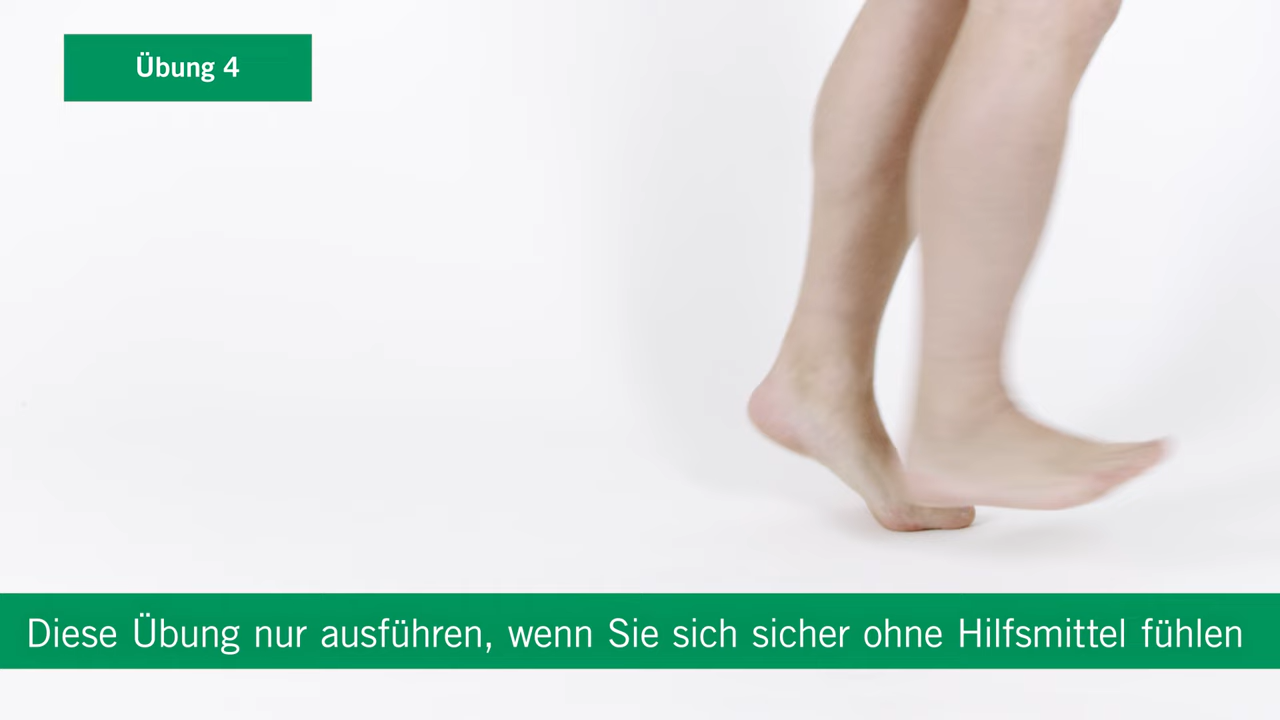 Übung 4
Diese Übung nur ausführen, wenn Sie sich sicher ohne Hilfsmittel fühlen